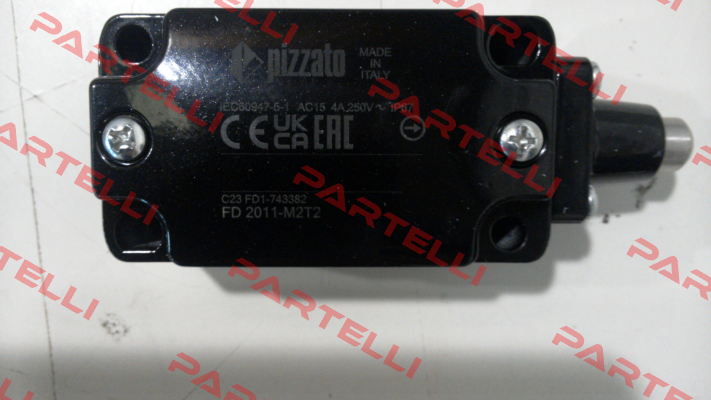 pizzato
MADE
IN
ITALY
IEC60947-5-1 AC15 4A 250V ~ IP67
CE UK CA EAC
C23 FD1-743382
FD 2011-M2T2
PARTELLI
PARTELLI
PARTELLI
PARTELLI
PARTELLI
PARTELLI
PARTELLI